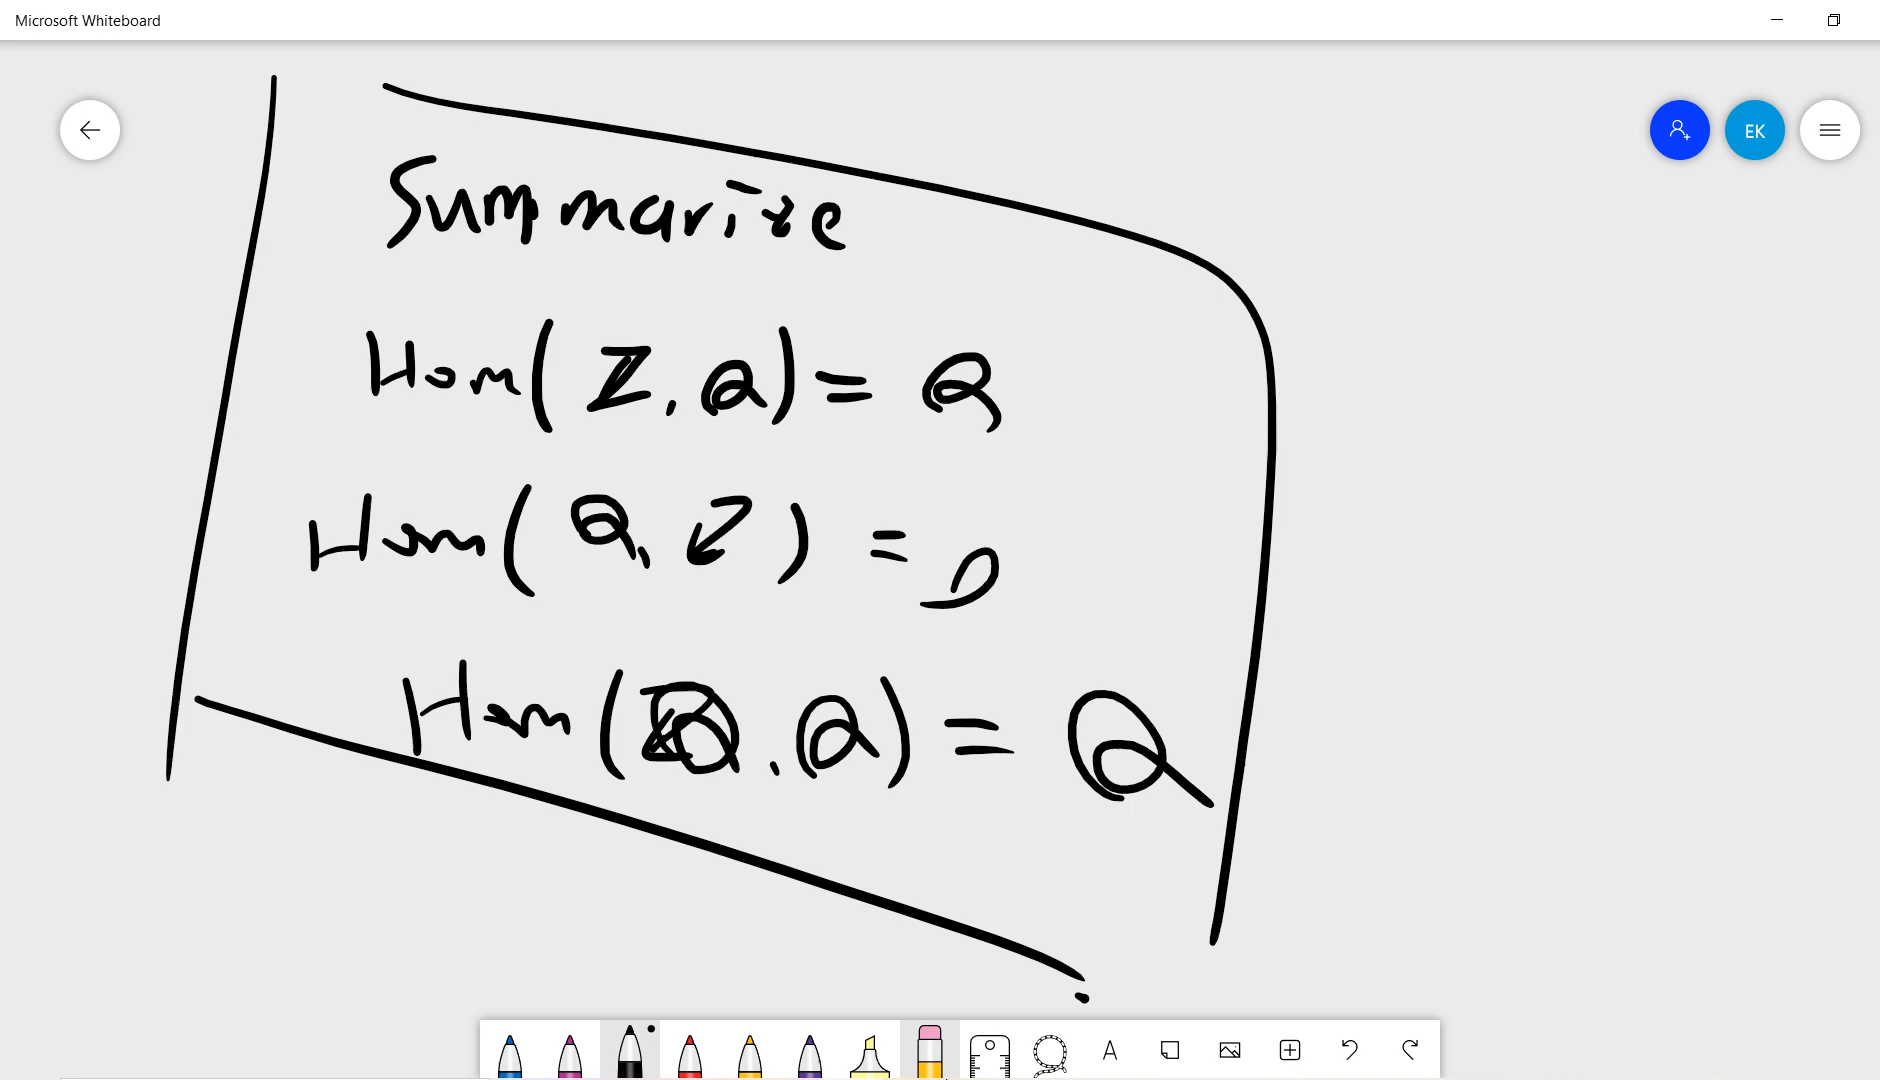 Microsoft Whiteboard
EK
Summarize
Hom(Z, Q) = Q
Hom(Q, Z) = 0
Hom(Q, Q) = Q
A